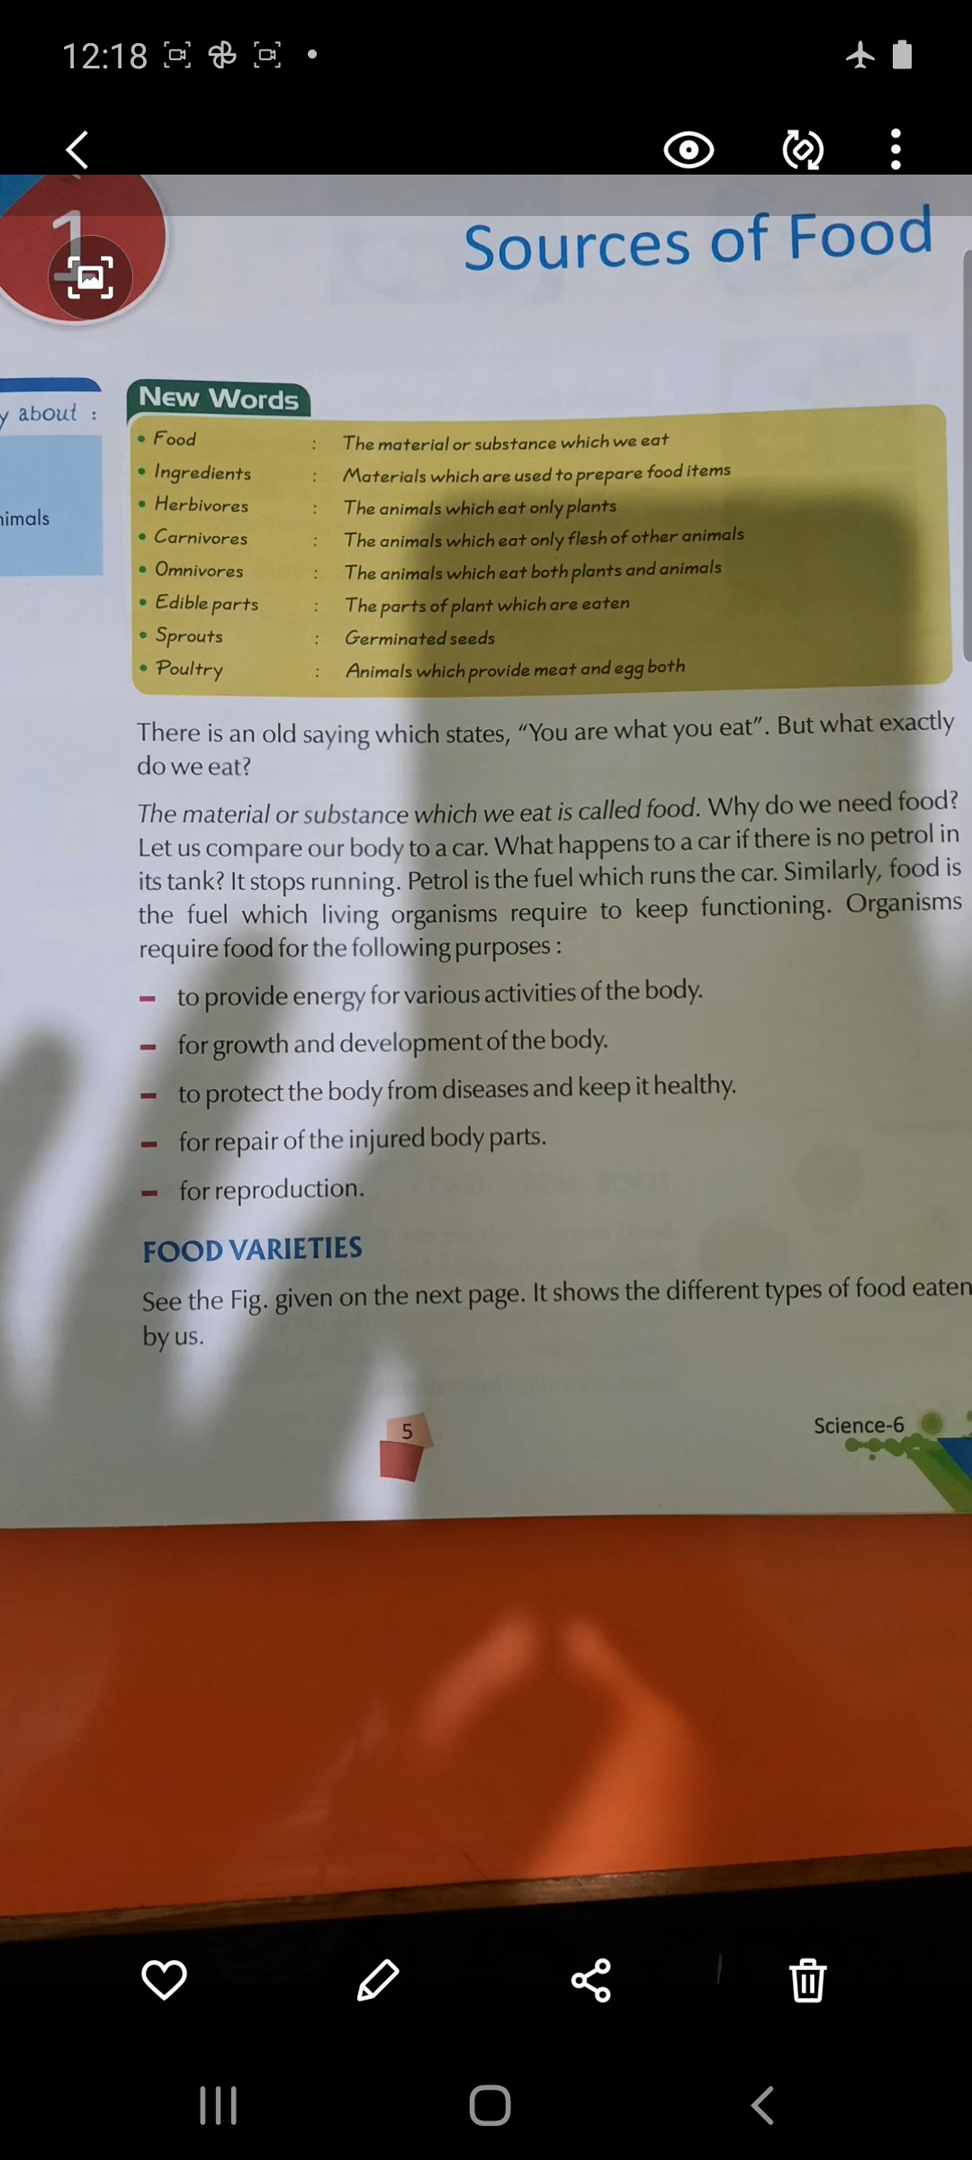 12:18
1
Sources of Food
y about :
nimals
New Words
• Food : The material or substance which we eat
• Ingredients : Materials which are used to prepare food items
• Herbivores : The animals which eat only plants
• Carnivores : The animals which eat only flesh of other animals
• Omnivores : The animals which eat both plants and animals
• Edible parts : The parts of plant which are eaten
• Sprouts : Germinated seeds
• Poultry : Animals which provide meat and egg both
There is an old saying which states, “You are what you eat”. But what exactly
do we eat?
The material or substance which we eat is called food. Why do we need food?
Let us compare our body to a car. What happens to a car if there is no petrol in
its tank? It stops running. Petrol is the fuel which runs the car. Similarly, food is
the fuel which living organisms require to keep functioning. Organisms
require food for the following purposes :
– to provide energy for various activities of the body.
– for growth and development of the body.
– to protect the body from diseases and keep it healthy.
– for repair of the injured body parts.
– for reproduction.
FOOD VARIETIES
See the Fig. given on the next page. It shows the different types of food eaten
by us.
5
Science-6